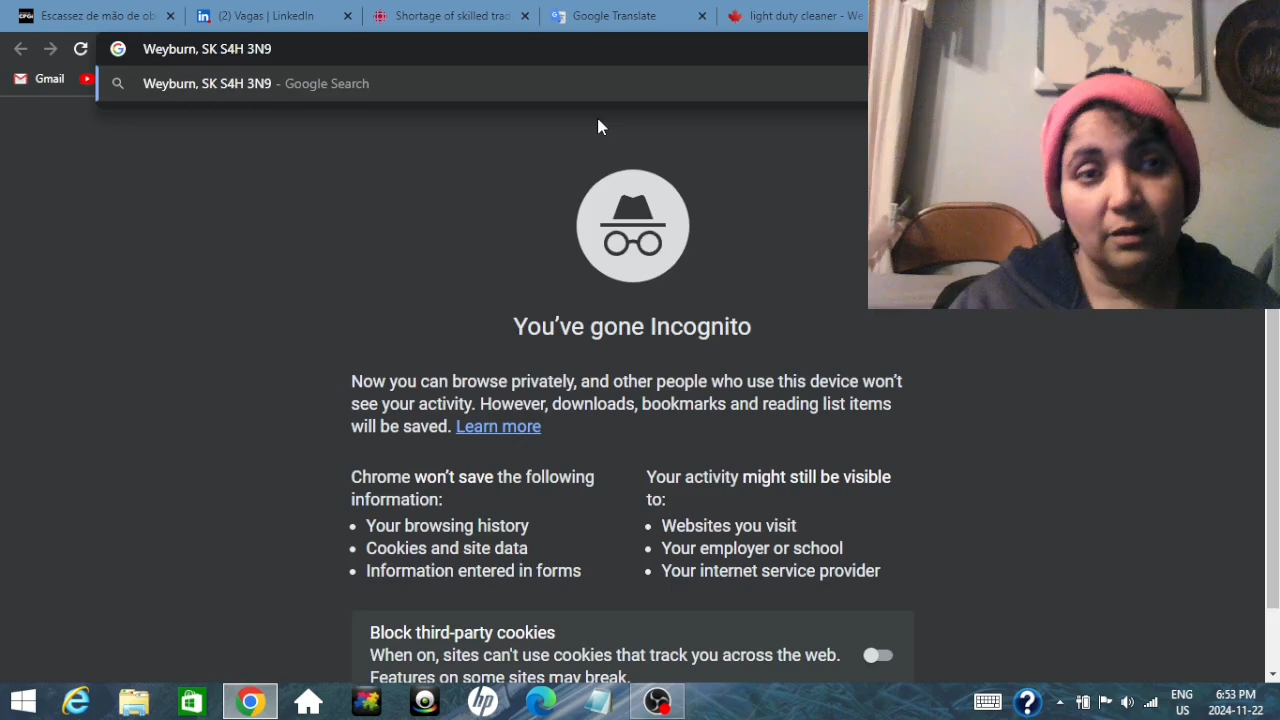 Escassez de mão de ob
(2) Vagas | LinkedIn
Shortage of skilled trad
Google Translate
light duty cleaner - We
Weyburn, SK S4H 3N9
Weyburn, SK S4H 3N9 - Google Search
Gmail
You've gone Incognito
Now you can browse privately, and other people who use this device won't
see your activity. However, downloads, bookmarks and reading list items
will be saved. Learn more
Chrome won't save the following
information:
• Your browsing history
• Cookies and site data
• Information entered in forms
Your activity might still be visible
to:
• Websites you visit
• Your employer or school
• Your internet service provider
Block third-party cookies
When on, sites can't use cookies that track you across the web.
Features on some sites may break.
ENG
US
6:53 PM
2024-11-22